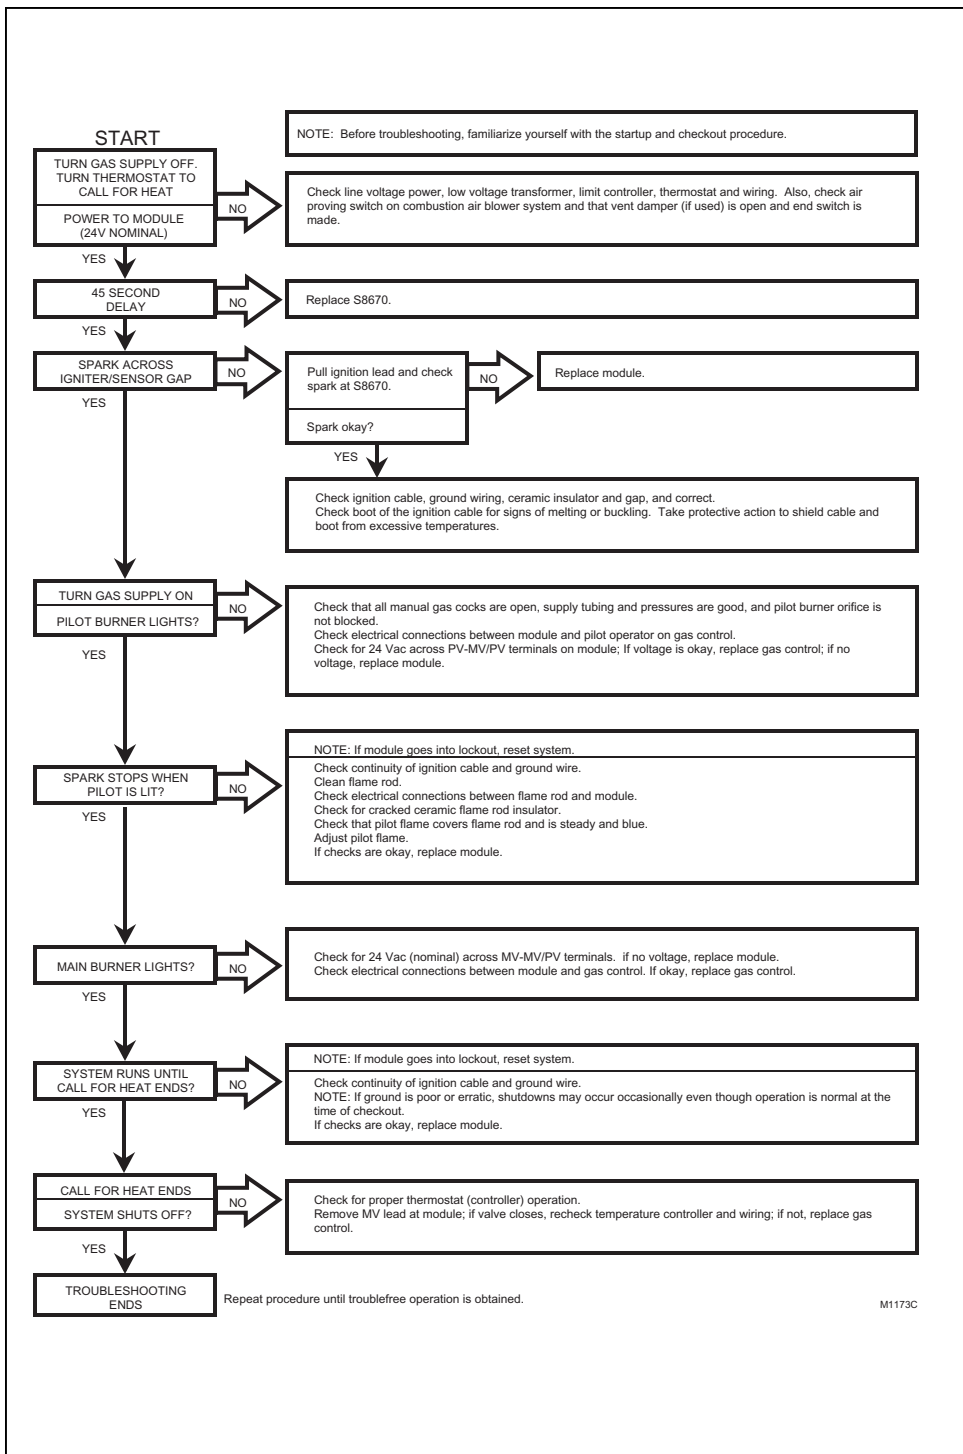 START
NOTE: Before troubleshooting, familiarize yourself with the startup and checkout procedure.
TURN GAS SUPPLY OFF.
TURN THERMOSTAT TO
CALL FOR HEAT
POWER TO MODULE
(24V NOMINAL)
NO
Check line voltage power, low voltage transformer, limit controller, thermostat and wiring. Also, check air
proving switch on combustion air blower system and that vent damper (if used) is open and end switch is
made.
YES
45 SECOND
DELAY
NO
Replace S8670.
YES
SPARK ACROSS
IGNITER/SENSOR GAP
NO
Pull ignition lead and check
spark at S8670.
Spark okay?
NO
Replace module.
YES
YES
Check ignition cable, ground wiring, ceramic insulator and gap, and correct.
Check boot of the ignition cable for signs of melting or buckling. Take protective action to shield cable and
boot from excessive temperatures.
TURN GAS SUPPLY ON
PILOT BURNER LIGHTS?
NO
Check that all manual gas cocks are open, supply tubing and pressures are good, and pilot burner orifice is
not blocked.
Check electrical connections between module and pilot operator on gas control.
Check for 24 Vac across PV-MV/PV terminals on module; If voltage is okay, replace gas control; if no
voltage, replace module.
YES
SPARK STOPS WHEN
PILOT IS LIT?
NO
NOTE: If module goes into lockout, reset system.
Check continuity of ignition cable and ground wire.
Clean flame rod.
Check electrical connections between flame rod and module.
Check for cracked ceramic flame rod insulator.
Check that pilot flame covers flame rod and is steady and blue.
Adjust pilot flame.
If checks are okay, replace module.
YES
MAIN BURNER LIGHTS?
NO
Check for 24 Vac (nominal) across MV-MV/PV terminals. if no voltage, replace module.
Check electrical connections between module and gas control. If okay, replace gas control.
YES
SYSTEM RUNS UNTIL
CALL FOR HEAT ENDS?
NO
NOTE: If module goes into lockout, reset system.
Check continuity of ignition cable and ground wire.
NOTE: If ground is poor or erratic, shutdowns may occur occasionally even though operation is normal at the
time of checkout.
If checks are okay, replace module.
YES
CALL FOR HEAT ENDS
SYSTEM SHUTS OFF?
NO
Check for proper thermostat (controller) operation.
Remove MV lead at module; if valve closes, recheck temperature controller and wiring; if not, replace gas
control.
YES
TROUBLESHOOTING
ENDS
Repeat procedure until troublefree operation is obtained.
M1173C